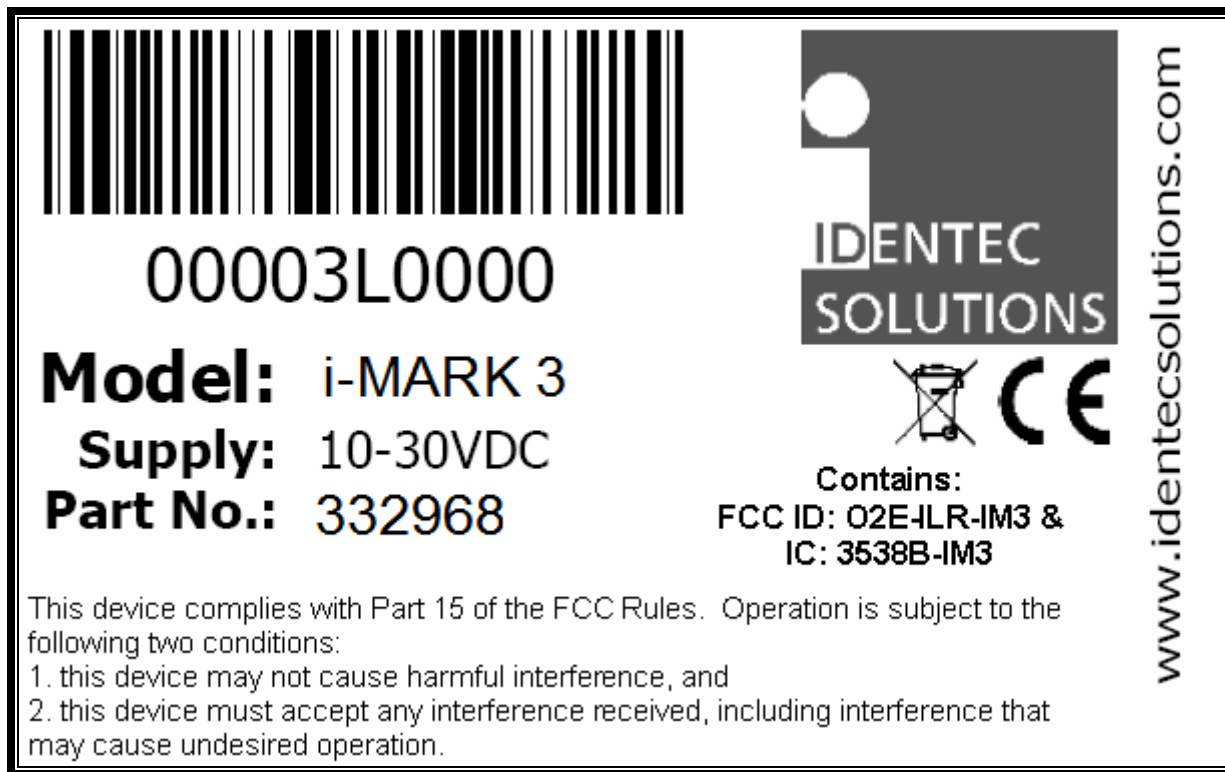 00003L0000
Model: i-MARK 3
Supply: 10-30VDC
Part No.: 332968
IDENTEC
SOLUTIONS
CE
Contains:
FCC ID: O2E-ILR-IM3 &
IC: 3538B-IM3
www.identecsolutions.com
This device complies with Part 15 of the FCC Rules.  Operation is subject to the
following two conditions:
1. this device may not cause harmful interference, and
2. this device must accept any interference received, including interference that
may cause undesired operation.